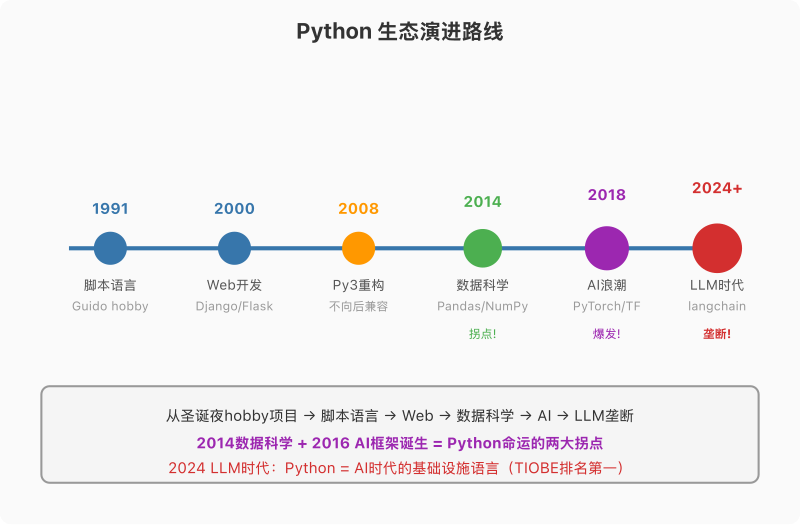 Python 生态演进路线
1991
2000
2008
2014
2018
2024+
脚本语言
Web开发
Py3重构
数据科学
AI浪潮
LLM时代
Guido hobby
Django/Flask
不向后兼容
Pandas/NumPy
PyTorch/TF
langchain
拐点!
爆发!
垄断!
从圣诞夜hobby项目 → 脚本语言 → Web → 数据科学 → AI → LLM垄断
2014数据科学 + 2016 AI框架诞生 = Python命运的两大拐点
2024 LLM时代：Python = AI时代的基础设施语言（TIOBE排名第一）